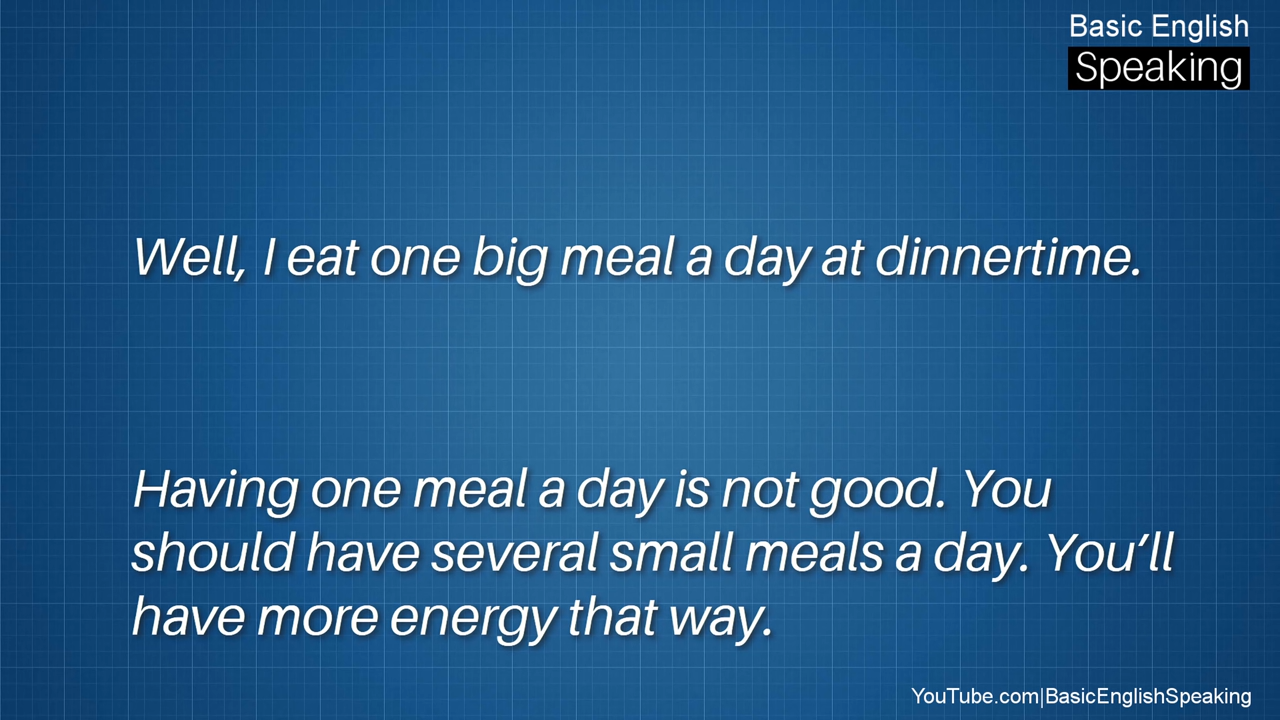 Basic English
Speaking
Well, I eat one big meal a day at dinnertime.
Having one meal a day is not good. You
should have several small meals a day. You’ll
have more energy that way.
YouTube.com|BasicEnglishSpeaking